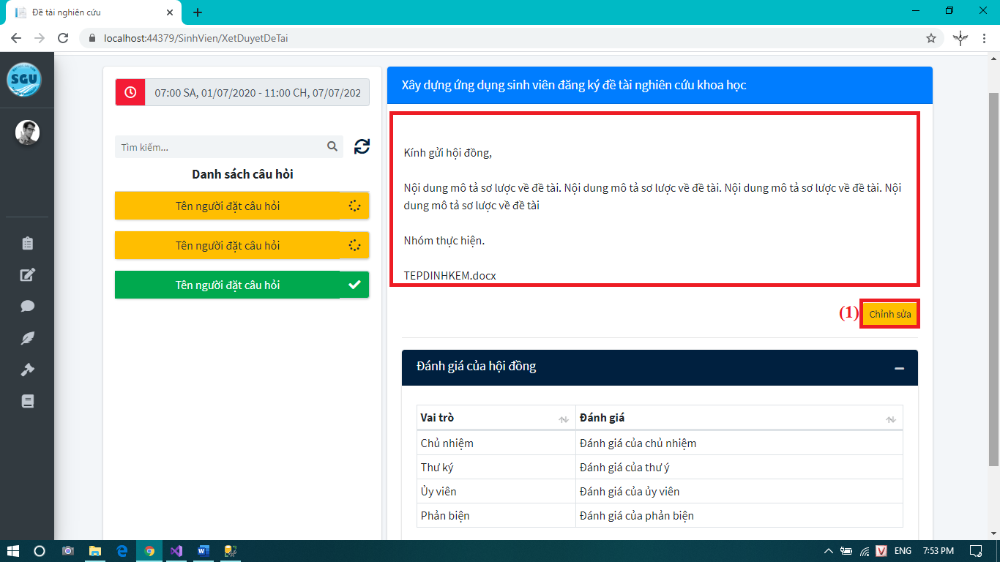 Đề tài nghiên cứu
localhost:44379/SinhVien/XetDuyetDeTai
SGU
07:00 SA, 01/07/2020 - 11:00 CH, 07/07/202
Tìm kiếm...
Danh sách câu hỏi
Tên người đặt câu hỏi
Tên người đặt câu hỏi
Tên người đặt câu hỏi
Xây dựng ứng dụng sinh viên đăng ký đề tài nghiên cứu khoa học
Kính gửi hội đồng,
Nội dung mô tả sơ lược về đề tài. Nội dung mô tả sơ lược về đề tài. Nội dung mô tả sơ lược về đề tài. Nội
dung mô tả sơ lược về đề tài
Nhóm thực hiện.
TEPDINHKEM.docx
(1) Chỉnh sửa
Đánh giá của hội đồng
Vai trò Đánh giá
Chủ nhiệm Đánh giá của chủ nhiệm
Thư ký Đánh giá của thư ý
Ủy viên Đánh giá của ủy viên
Phản biện Đánh giá của phản biện
ENG 7:53 PM